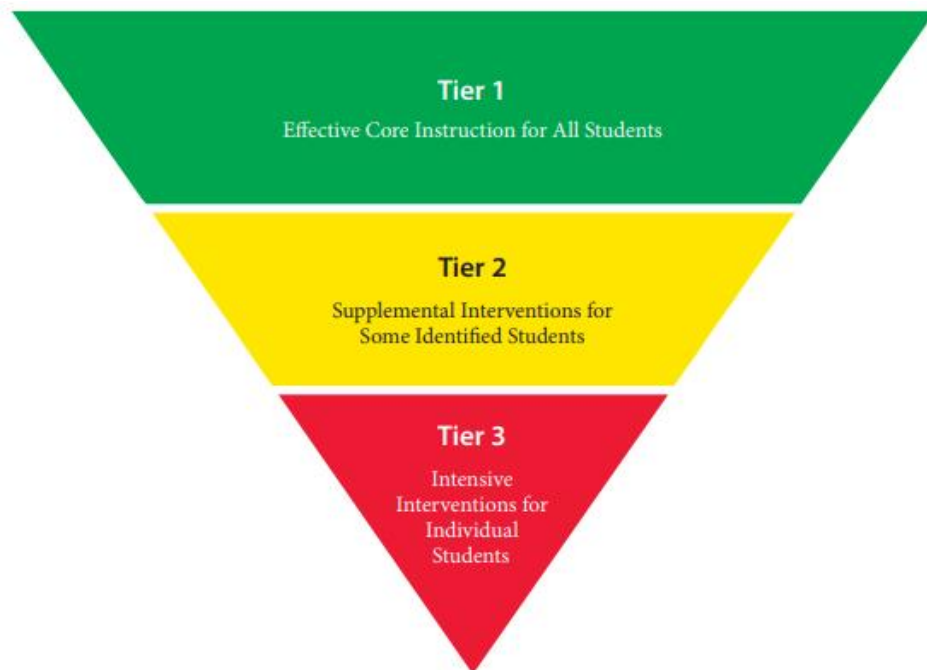 Tier 1
Effective Core Instruction for All Students
Tier 2
Supplemental Interventions for
Some Identified Students
Tier 3
Intensive
Interventions for
Individual
Students